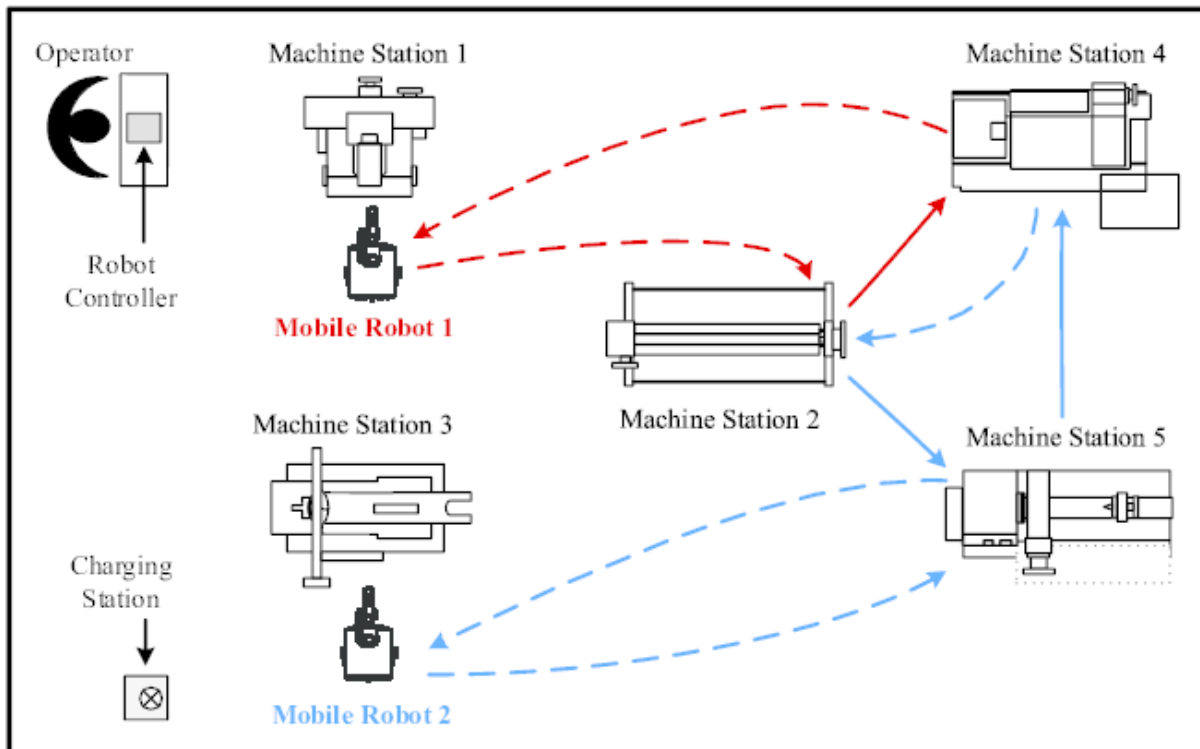 Operator
Machine Station 1
Machine Station 4
Robot
Controller
Mobile Robot 1
Machine Station 2
Machine Station 3
Machine Station 5
Charging
Station
Mobile Robot 2